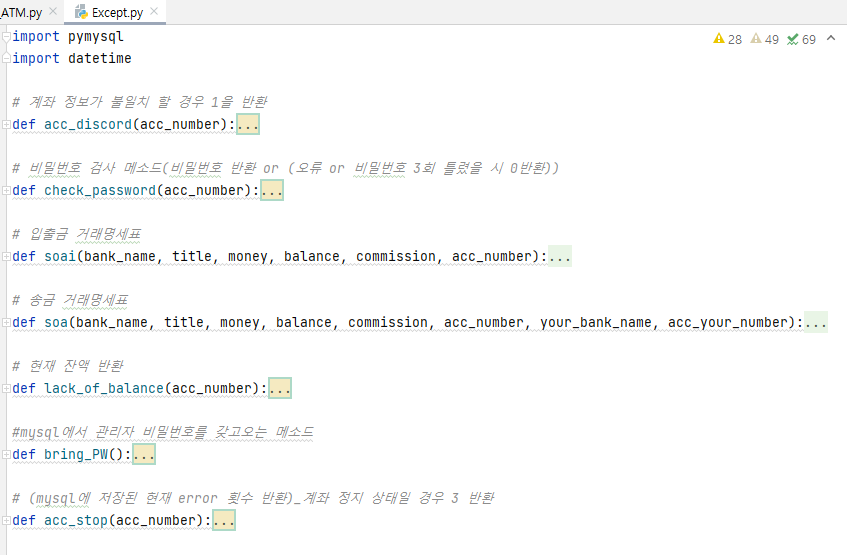 _ATM.py Except.py
import pymysql
28 49 69
import datetime
# 계좌 정보가 불일치 할 경우 1을 반환
def acc_discord(acc_number):...
# 비밀번호 검사 메소드(비밀번호 반환 or (오류 or 비밀번호 3회 틀렸을 시 0반환))
def check_password(acc_number):...
# 입출금 거래명세표
def soai(bank_name, title, money, balance, commission, acc_number):...
# 송금 거래명세표
def soa(bank_name, title, money, balance, commission, acc_number, your_bank_name, acc_your_number):...
# 현재 잔액 반환
def lack_of_balance(acc_number):...
#mysql에서 관리자 비밀번호를 갖고오는 메소드
def bring_PW():...
# (mysql에 저장된 현재 error 횟수 반환)_계좌 정지 상태일 경우 3 반환
def acc_stop(acc_number):...